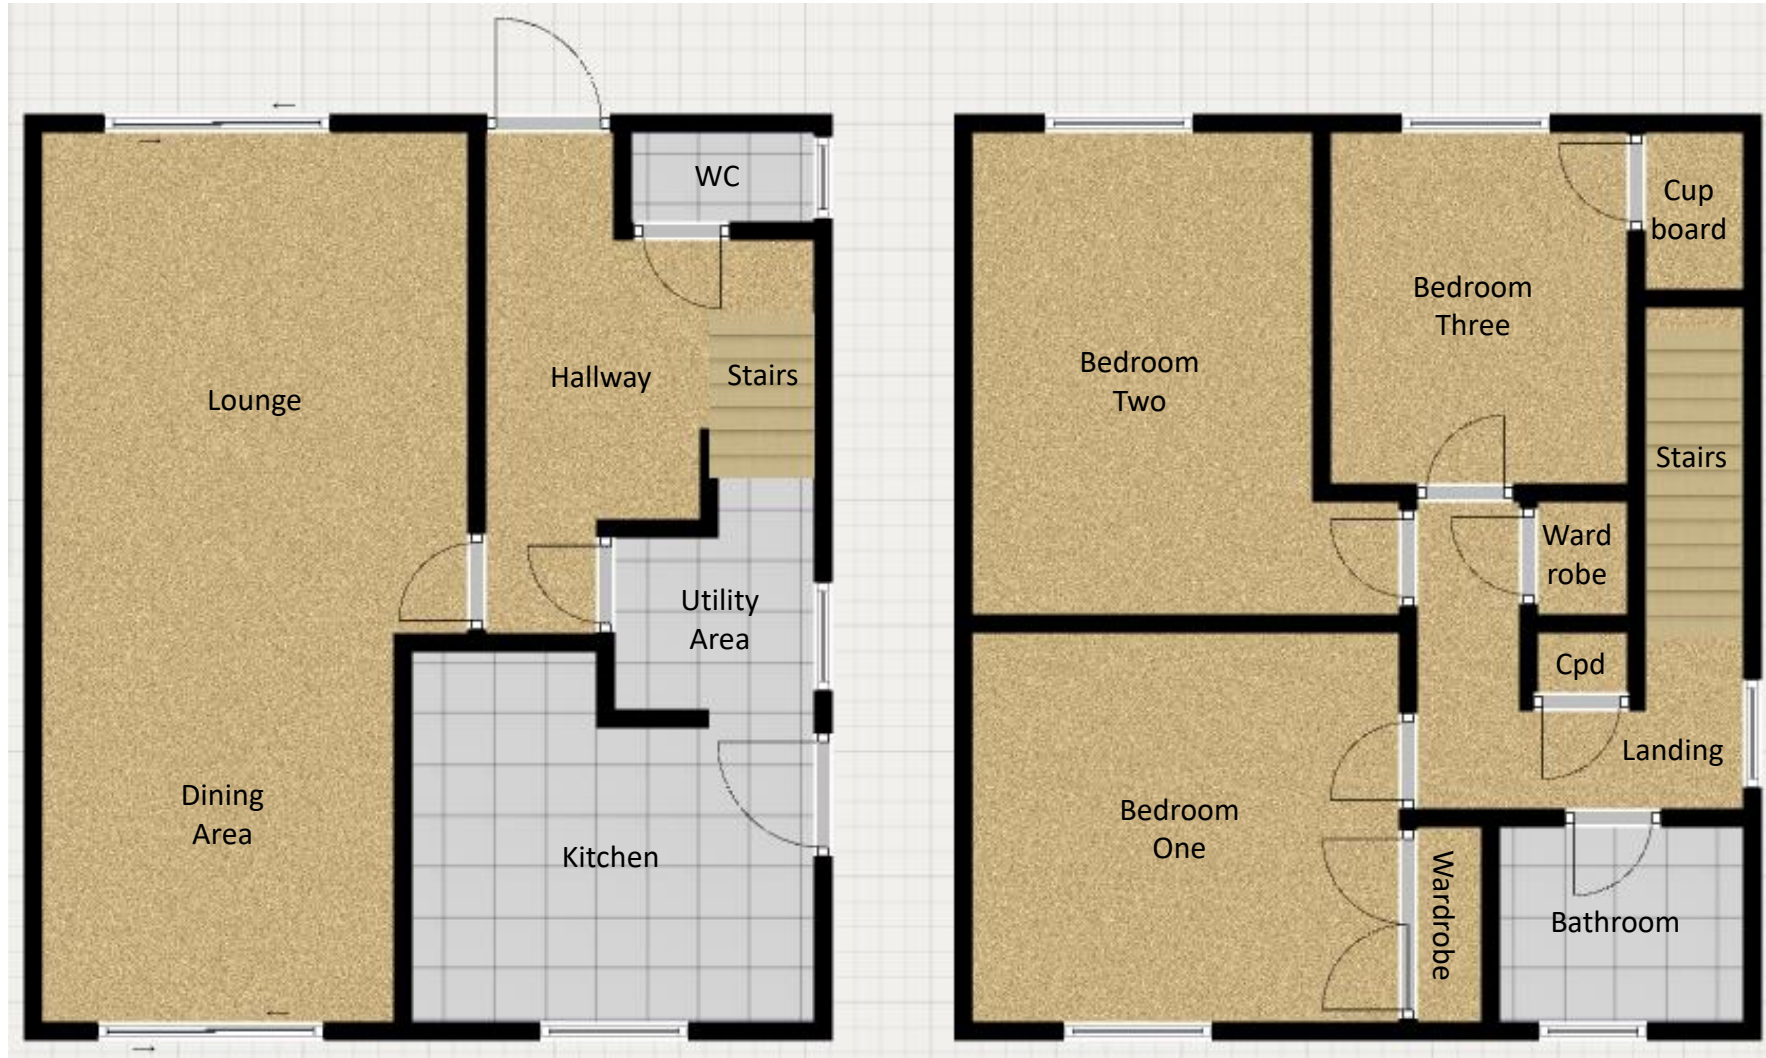 WC
Lounge
Hallway
Stairs
Utility
Area
Dining
Area
Kitchen
Cup
board
Bedroom
Three
Bedroom
Two
Stairs
Ward
robe
Cpd
Landing
Bedroom
One
Wardrobe
Bathroom